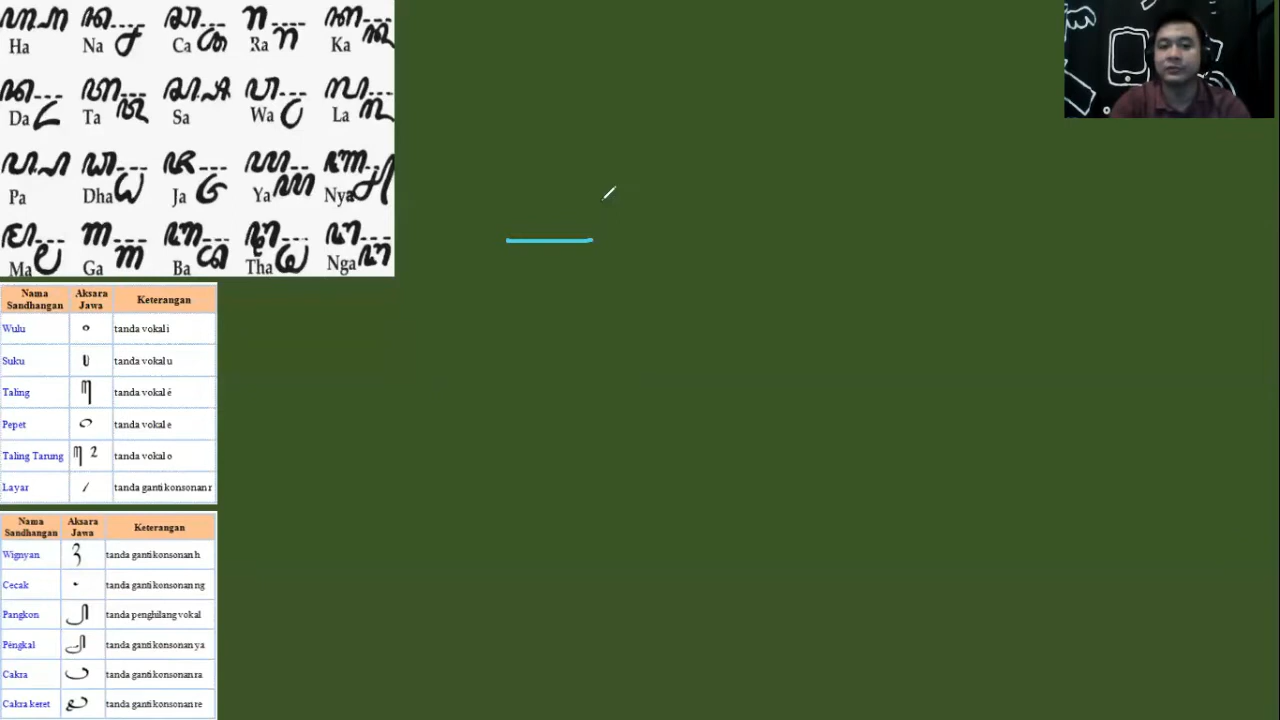 ꦲ ꦤ ꦕ ꦫ ꦏ
Ha Na Ca Ra Ka
ꦢ ꦠ ꦱ ꦮ ꦭ
Da Ta Sa Wa La
ꦥ ꦝ ꦗ ꦪ ꦚ
Pa Dha Ja Ya Nya
ꦩ ꦒ ꦧ ꦛ ꦔ
Ma Ga Ba Tha Nga
Nama Sandhangan Aksara Jawa Keterangan
Wulu ꦶ tanda vokal i
Suku ꦸ tanda vokal u
Taling ꦺ tanda vokal é
Pepet ꦼ tanda vokal e
Taling Tarung ꦺ ꦴ tanda vokal o
Layar ꦂ tanda ganti konsonan r
Nama Sandhangan Aksara Jawa Keterangan
Wignyan ꦃ tanda ganti konsonan h
Cecak ꦁ tanda ganti konsonan ng
Pangkon ꧀ tanda penghilang vokal
Péngkal ꦾ tanda ganti konsonan ya
Cakra ꦿ tanda ganti konsonan ra
Cakra keret ꦽ tanda ganti konsonan re